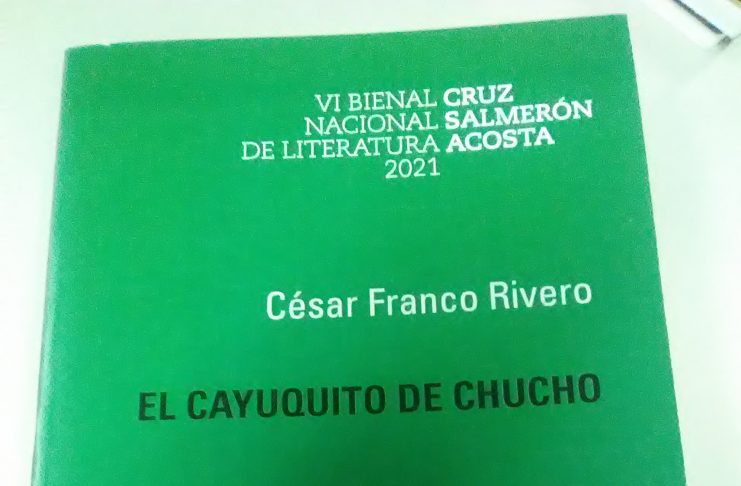 VI BIENAL CRUZ
NACIONAL SALMERÓN
DE LITERATURA ACOSTA
2021
César Franco Rivero
EL CAYUQUITO DE CHUCHO